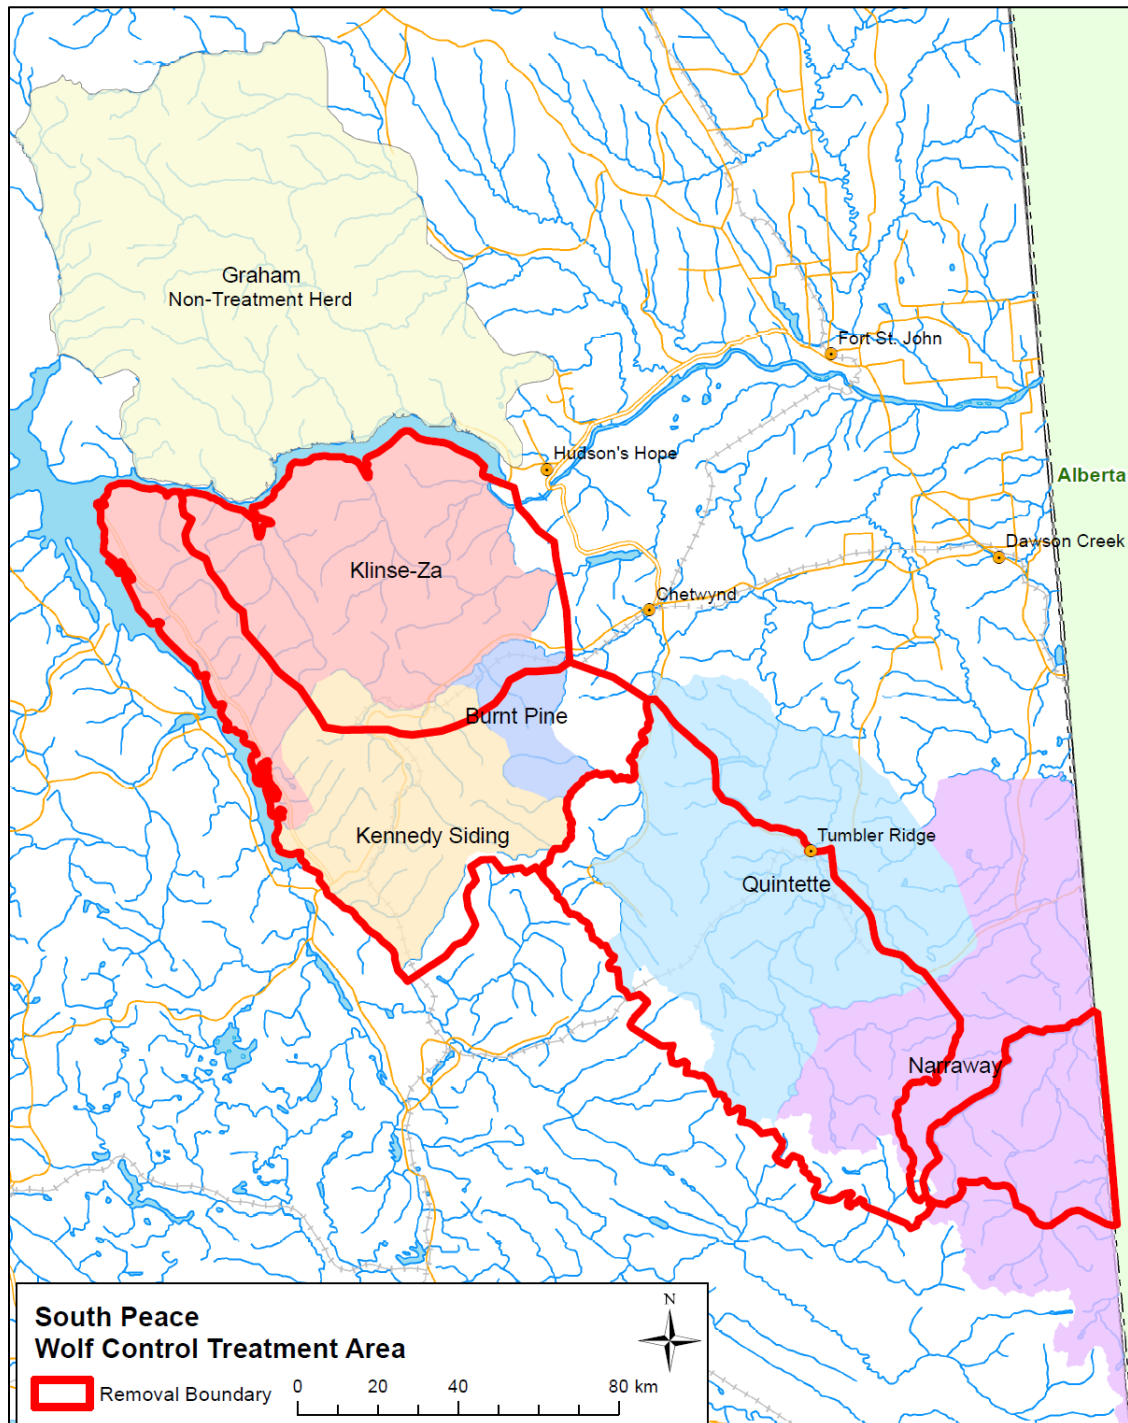 Graham
Non-Treatment Herd
Fort St. John
Hudson's Hope
Alberta
Dawson Creek
Klinse-Za
Chetwynd
Burnt Pine
Kennedy Siding
Tumbler Ridge
Quintette
Narraway
South Peace
Wolf Control Treatment Area
N
Removal Boundary
0 20 40 80 km